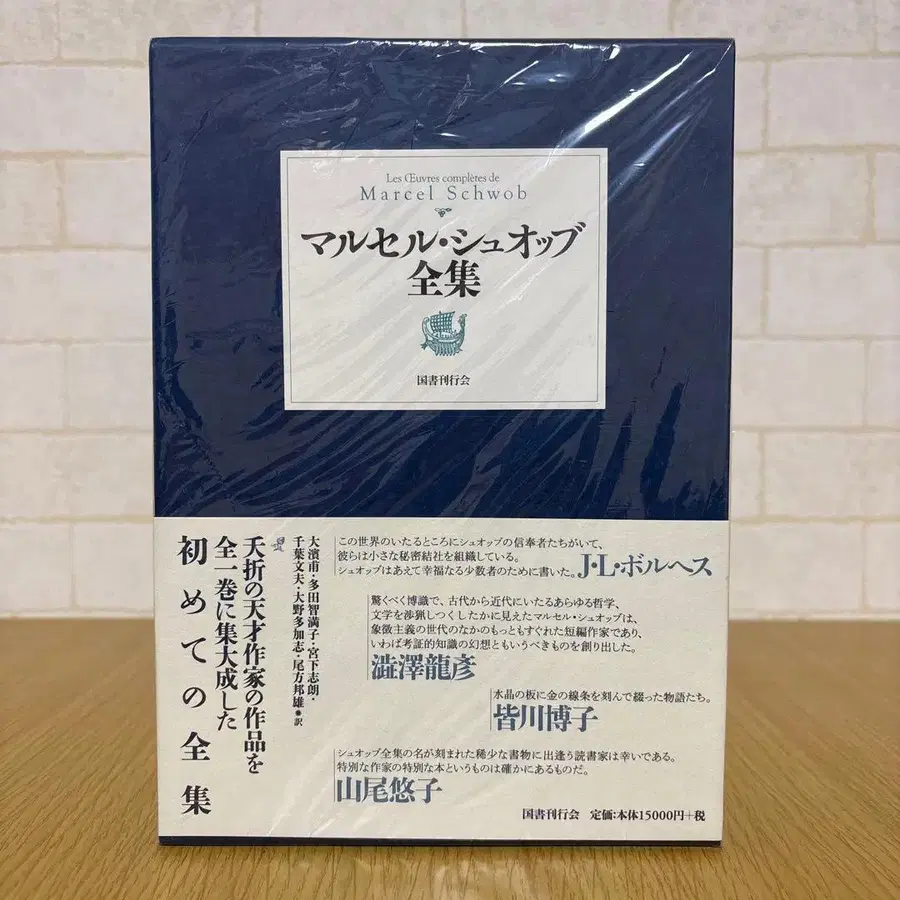 Les Œuvres complètes de
Marcel Schwob
マルセル・シュオッブ
全集
国書刊行会
夭折の天才作家の作品を
全一巻に集大成した
初めての全集
大濱甫・多田智満子・宮下志朗・
千葉文夫・大野多加志・尾方邦雄●訳
この世界のいたるところにシュオッブの信奉者たちがいて、
彼らは小さな秘密結社を組織している。
シュオッブはあえて幸福なる少数者のために書いた。J・L・ボルヘス
驚くべく博識で、古代から近代にいたるあらゆる哲学、
文学を渉猟しつくしたかに見えたマルセル・シュオッブは、
象徴主義の世代のなかのもっともすぐれた短編作家であり、
いわば考証的知識の幻想ともいうべきものを創り出した。
澁澤龍彥
水晶の板に金の線条を刻んで綴った物語たち。
皆川博子
シュオッブ全集の名が刻まれた稀少な書物に出逢う読書家は幸いである。
特別な作家の特別な本というものは確かにあるものだ。
山尾悠子
国書刊行会 定価:本体15000円+税